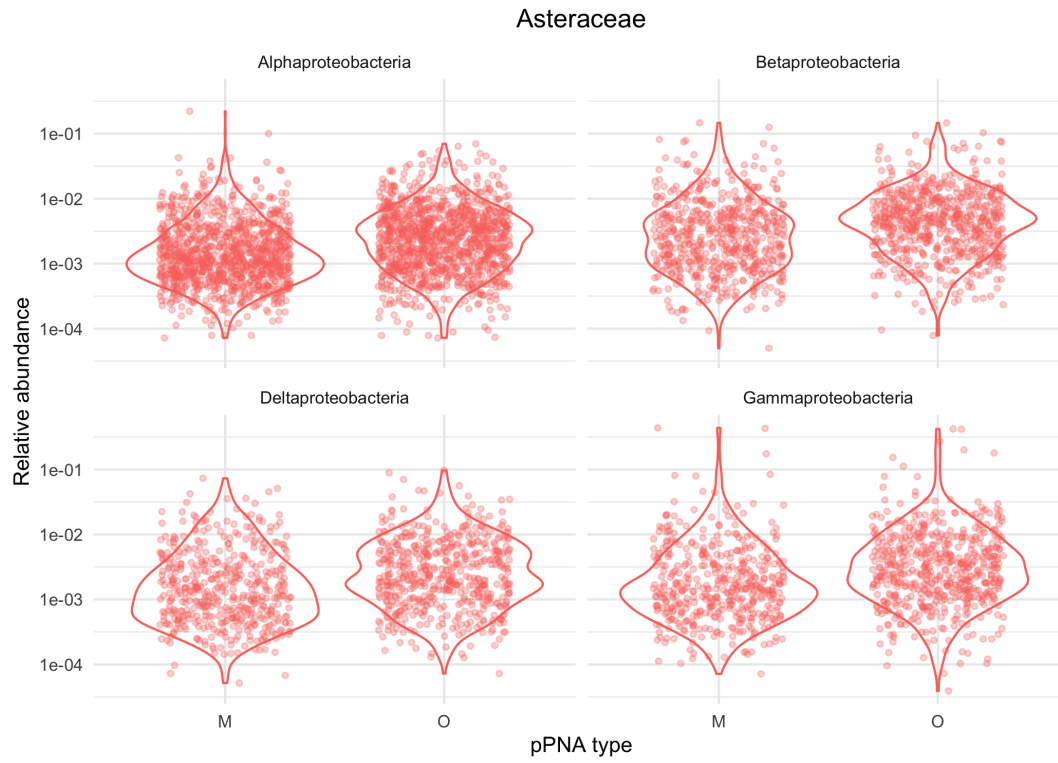 Asteraceae
Alphaproteobacteria
Betaproteobacteria
1e-01
1e-02
1e-03
1e-04
Deltaproteobacteria
Gammaproteobacteria
1e-01
1e-02
1e-03
1e-04
Relative abundance
M
O
M
O
pPNA type